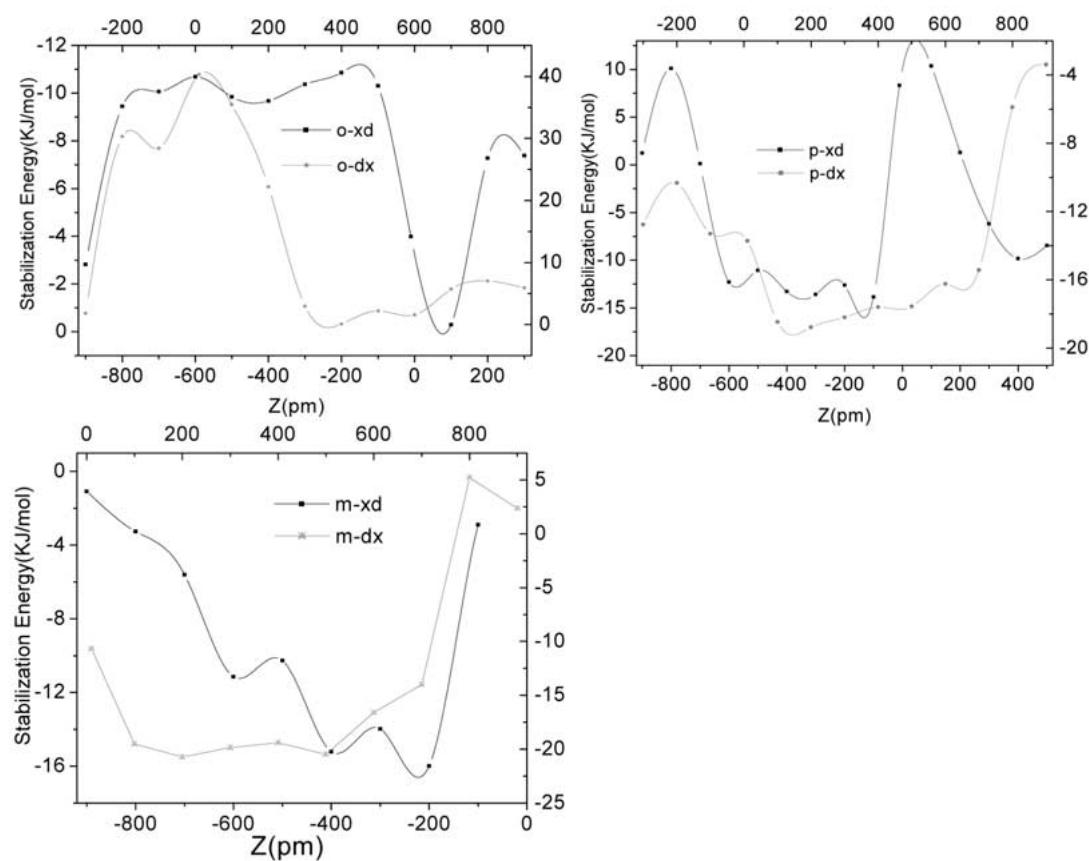 -200 0 200 400 600 800
-12
-10
-8
-6
-4
-2
0
Stabilization Energy(KJ/mol)
40
30
20
10
0
o-xd
o-dx
-800 -600 -400 -200 0 200
Z(pm)
-200 0 200 400 600 800
10
5
0
-5
-10
-15
-20
Stabilization Energy(KJ/mol)
-4
-8
-12
-16
-20
p-xd
p-dx
-800 -600 -400 -200 0 200 400
Z(pm)
0 200 400 600 800
0
-4
-8
-12
-16
Stabilization Energy(KJ/mol)
5
0
-5
-10
-15
-20
-25
m-xd
m-dx
-800 -600 -400 -200 0
Z(pm)